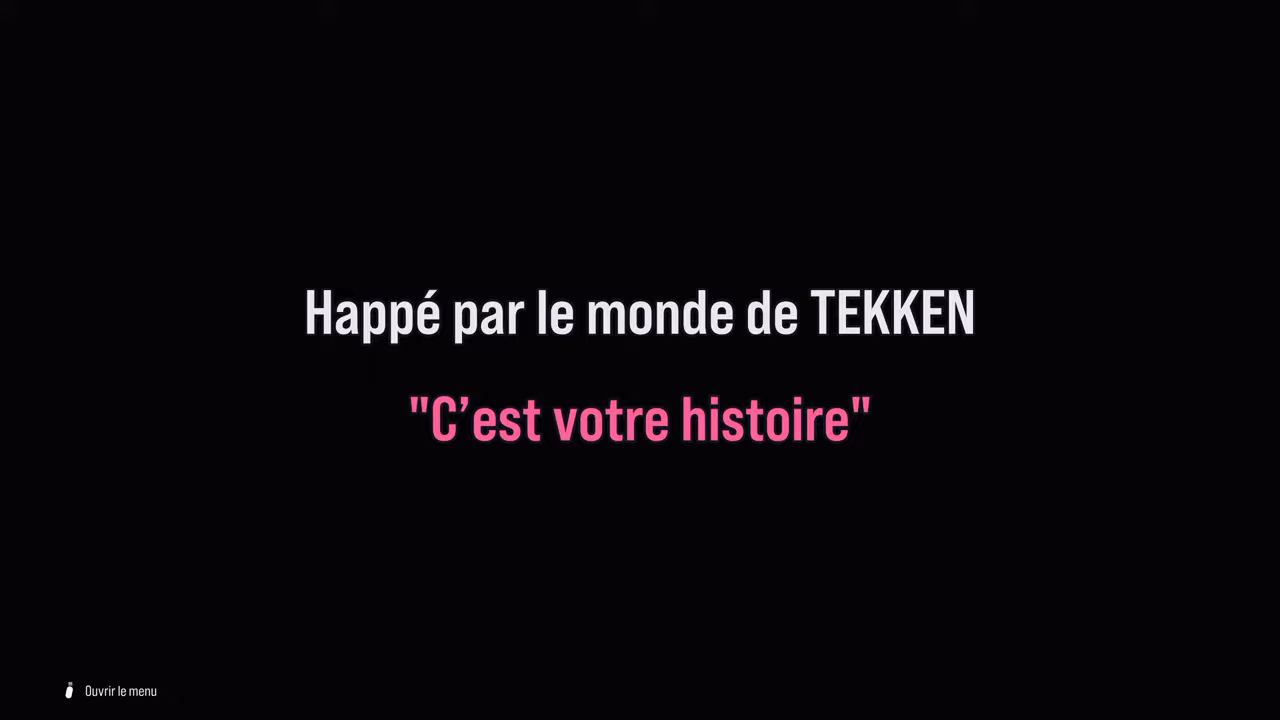 Happé par le monde de TEKKEN
"C’est votre histoire"
Ouvrir le menu